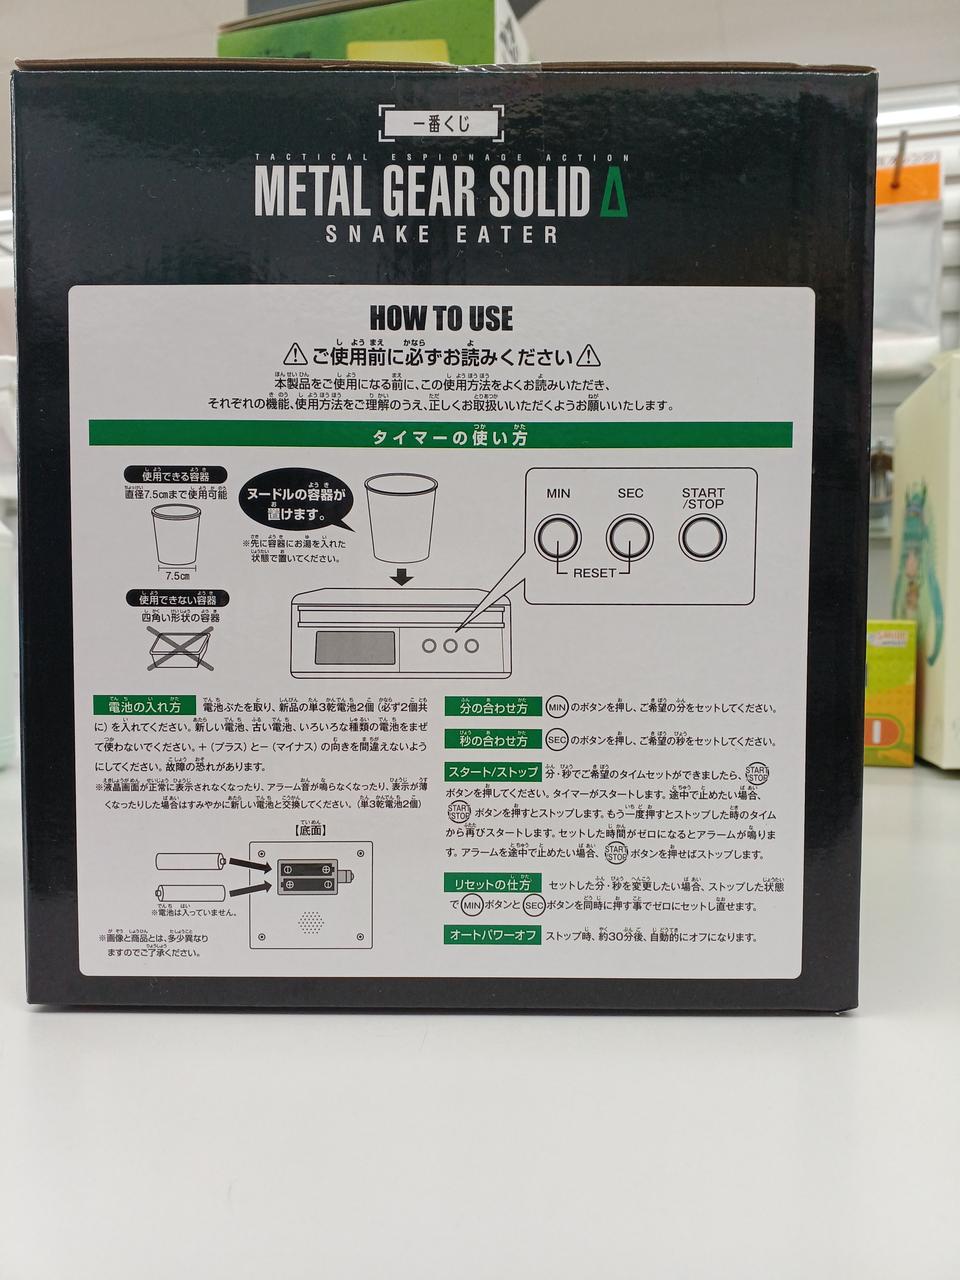 一番くじ
TACTICAL ESPIONAGE ACTION
METAL GEAR SOLID Δ
SNAKE EATER
HOW TO USE
ご使用前に必ずお読みください
本製品をご使用になる前に、この使用方法をよくお読みいただき、
それぞれの機能、使用方法をご理解のうえ、正しくお取扱いいただくようお願いいたします。
タイマーの使い方
使用できる容器
直径7.5cmまで使用可能
7.5cm
使用できない容器
四角い形状の容器
ヌードルの容器が
置けます。
※先に容器にお湯を入れた
状態で置いてください。
MIN SEC START
/STOP
RESET
電池の入れ方 電池ぶたを取り、新品の単3乾電池2個(必ず2個共
に)を入れてください。新しい電池、古い電池、いろいろな種類の電池をまぜ
て使わないでください。+(プラス)と−(マイナス)の向きを間違えないよう
にしてください。故障の恐れがあります。
※液晶画面が正常に表示されなくなったり、アラーム音が鳴らなくなったり、表示が薄
くなったりした場合はすみやかに新しい電池と交換してください。(単3乾電池2個)
【底面】
※電池は入っていません。
※画像と商品とは、多少異なり
ますのでご了承ください。
分の合わせ方 MINのボタンを押し、ご希望の分をセットしてください。
秒の合わせ方 SECのボタンを押し、ご希望の秒をセットしてください。
スタート/ストップ 分・秒でご希望のタイムセットができましたら、START STOP
ボタンを押してください。タイマーがスタートします。途中で止めたい場合、
START STOP ボタンを押すとストップします。もう一度押すとストップした時のタイム
から再びスタートします。セットした時間がゼロになるとアラームが鳴りま
す。アラームを途中で止めたい場合、START STOP ボタンを押せばストップします。
リセットの仕方 セットした分・秒を変更したい場合、ストップした状態
でMINボタンとSECボタンを同時に押す事でゼロにセットし直せます。
オートパワーオフ ストップ時、約30分後、自動的にオフになります。